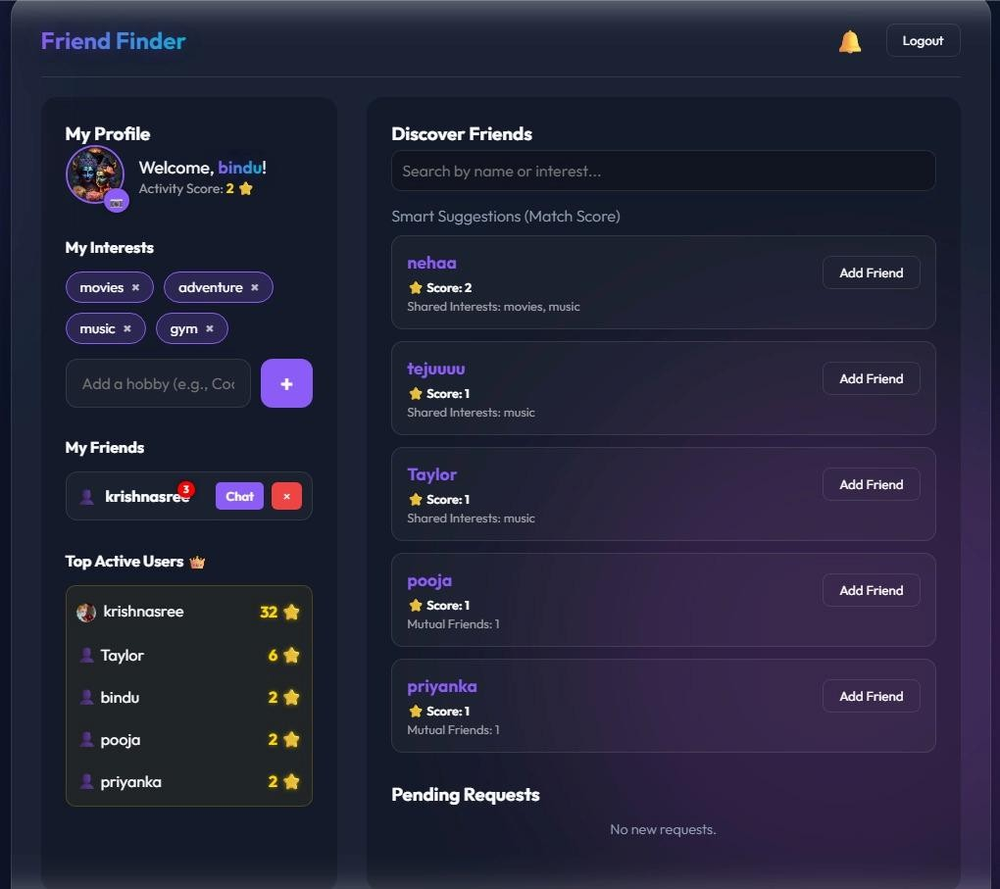 Friend Finder
Logout
My Profile
Welcome, bindu!
Activity Score: 2
My Interests
movies ×
adventure ×
music ×
gym ×
Add a hobby (e.g., Co
+
My Friends
krishnasree
3
Chat
×
Top Active Users
krishnasree 32
Taylor 6
bindu 2
pooja 2
priyanka 2
Discover Friends
Search by name or interest...
Smart Suggestions (Match Score)
nehaa
Score: 2
Shared Interests: movies, music
Add Friend
tejuuuu
Score: 1
Shared Interests: music
Add Friend
Taylor
Score: 1
Shared Interests: music
Add Friend
pooja
Score: 1
Mutual Friends: 1
Add Friend
priyanka
Score: 1
Mutual Friends: 1
Add Friend
Pending Requests
No new requests.